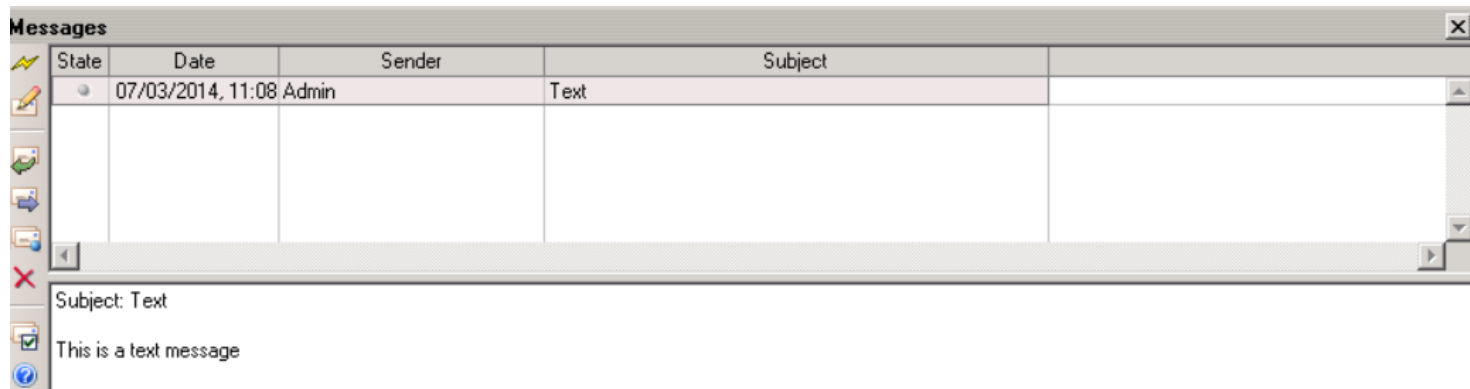 Messages
State Date Sender Subject
07/03/2014, 11:08 Admin Text
Subject: Text
This is a text message